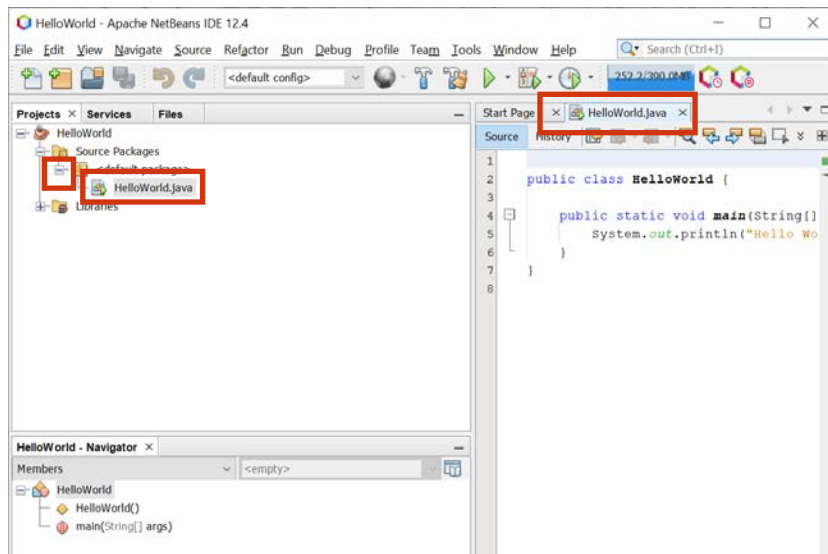 HelloWorld - Apache NetBeans IDE 12.4
File Edit View Navigate Source Refactor Run Debug Profile Team Tools Window Help Search (Ctrl+I)
<default config> 252.2/390.0MB
Projects Services Files
HelloWorld
Source Packages
<default package>
HelloWorld.java
Libraries
Start Page HelloWorld.java
Source History
1
2 public class HelloWorld {
3
4 public static void main(String[]
5 System.out.println("Hello Wo
6 }
7 }
8
HelloWorld - Navigator
Members <empty>
HelloWorld
HelloWorld()
main(String[] args)